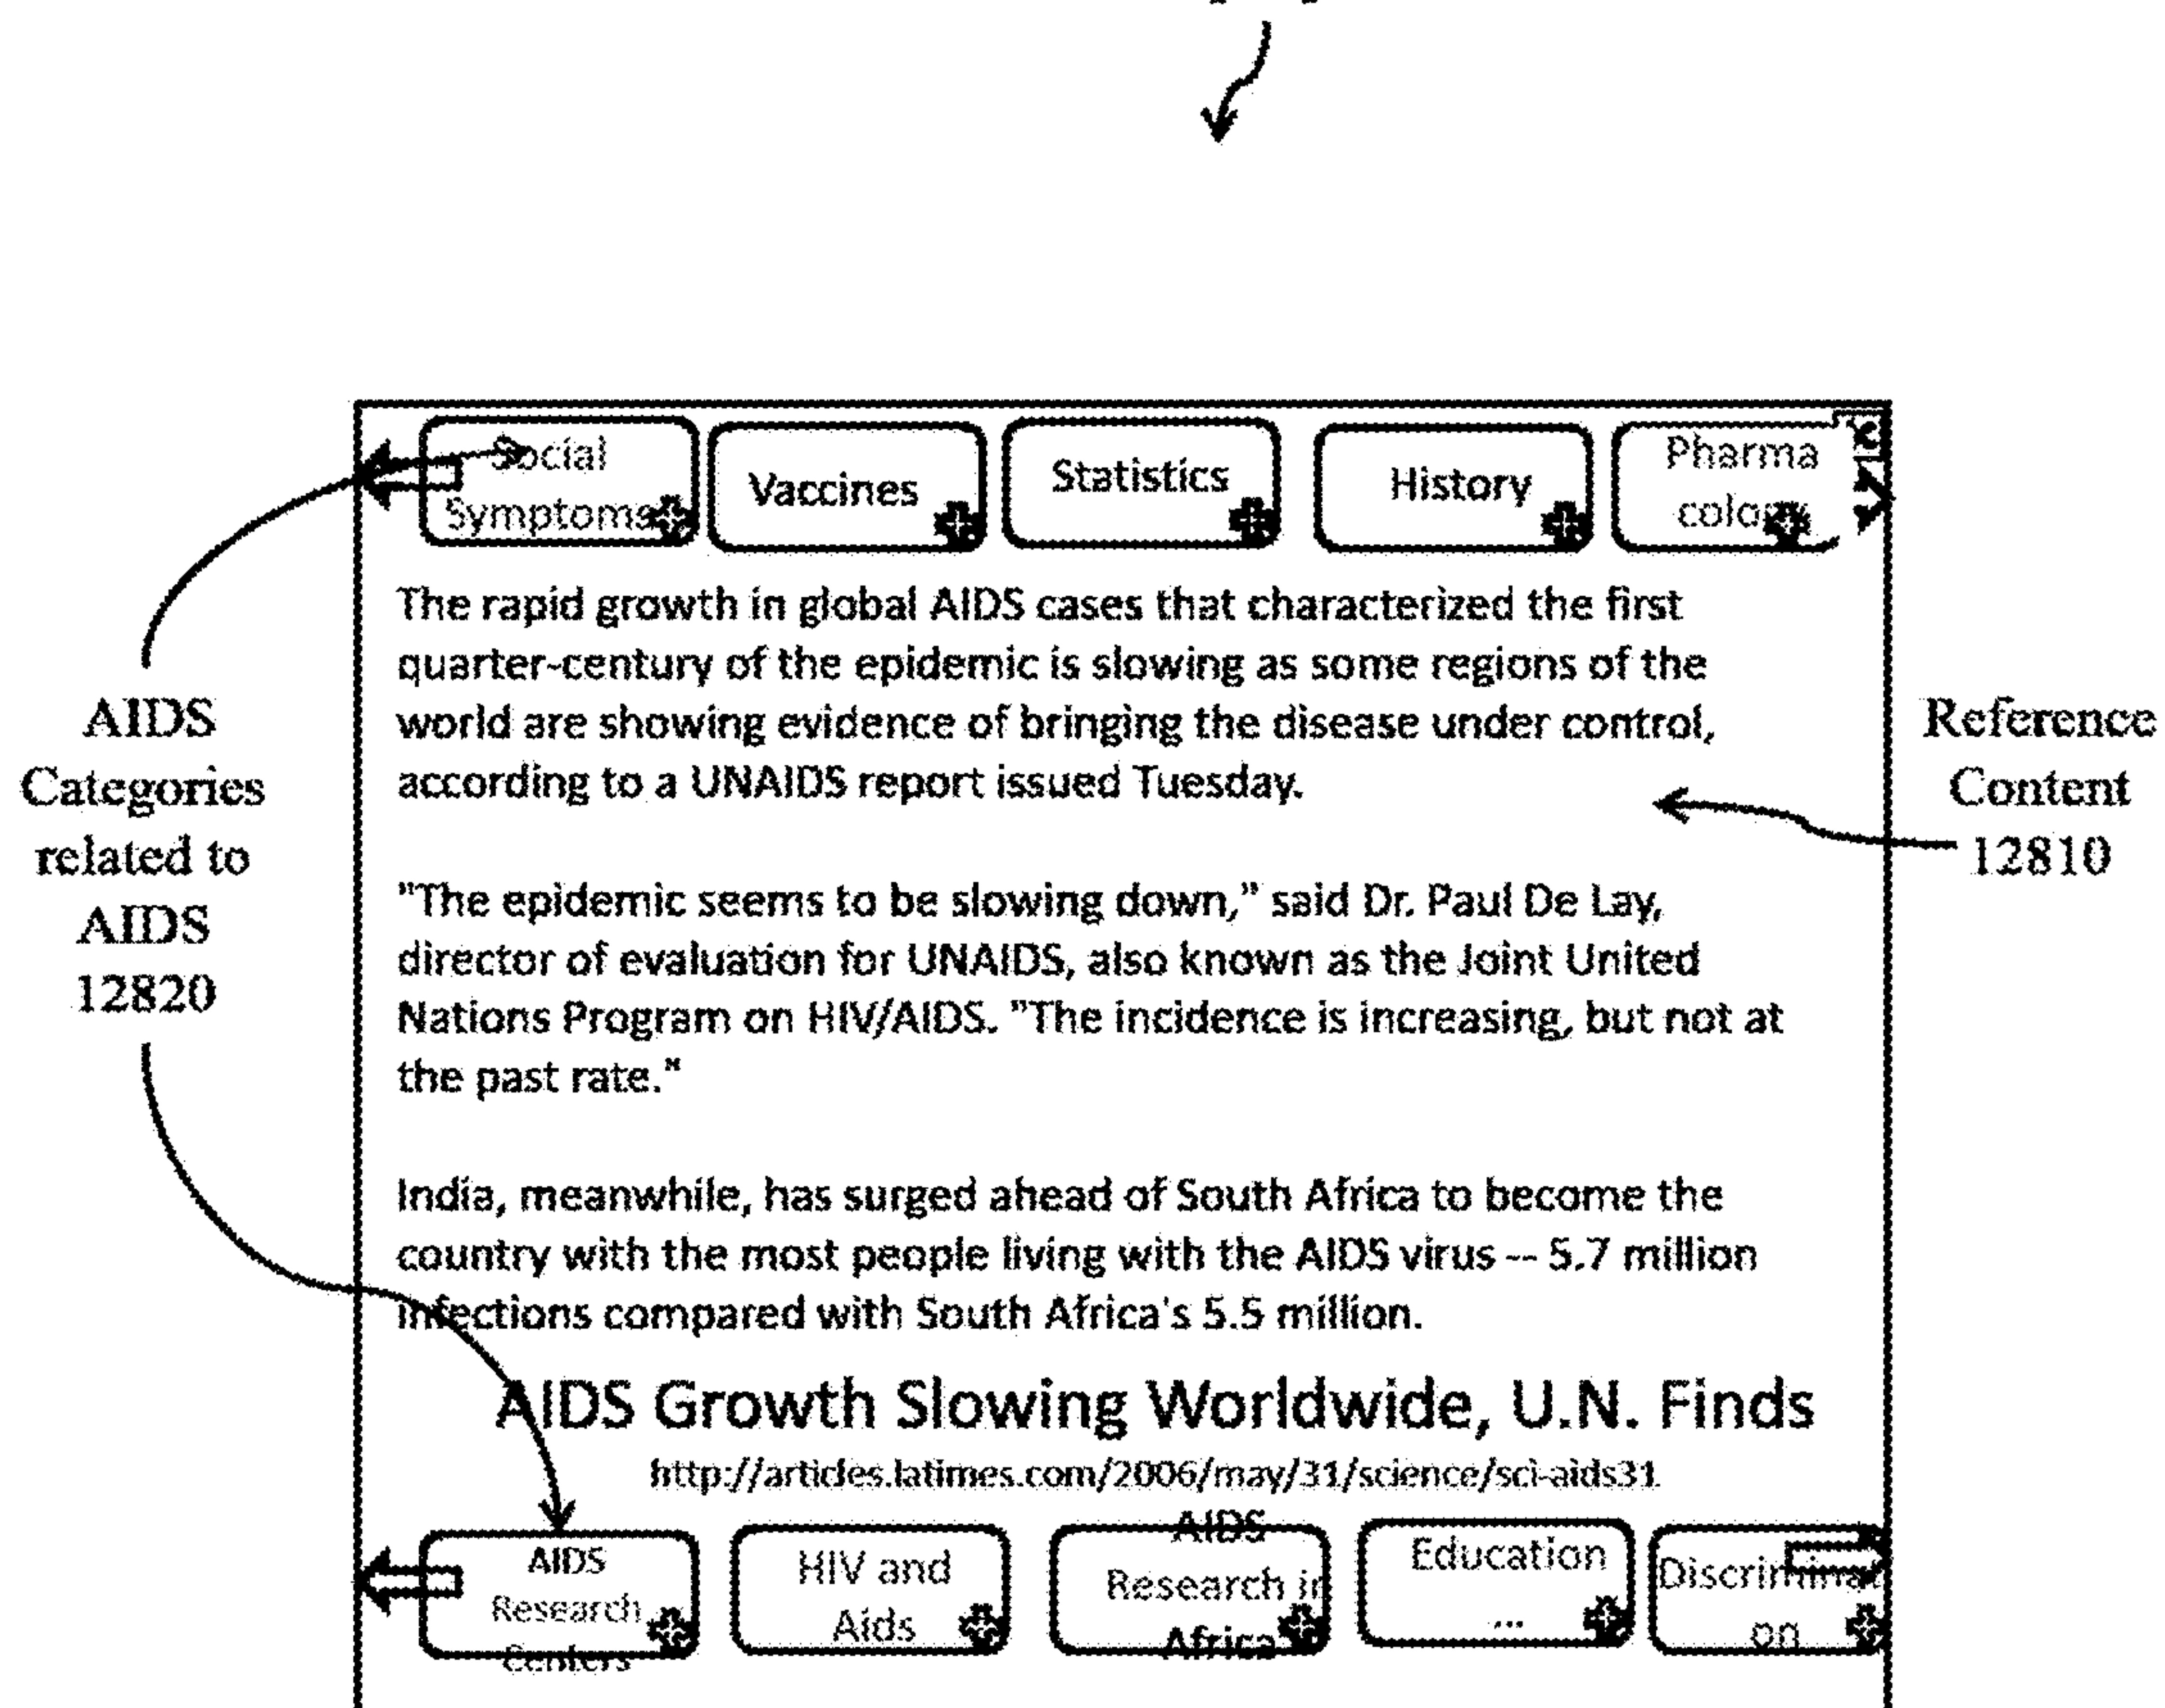 Social
Symptoms
Vaccines
Statistics
History
Pharma
The rapid growth in global AIDS cases that characterized the first
quarter-century of the epidemic is slowing as some regions of the
world are showing evidence of bringing the disease under control,
according to a UNAIDS report issued Tuesday.
"The epidemic seems to be slowing down," said Dr. Paul De Lay,
director of evaluation for UNAIDS, also known as the Joint United
Nations Program on HIV/AIDS. "The incidence is increasing, but not at
the past rate."
India, meanwhile, has surged ahead of South Africa to become the
country with the most people living with the AIDS virus -- 5.7 million
infections compared with South Africa's 5.5 million.
AIDS Growth Slowing Worldwide, U.N. Finds
http://articles.latimes.com/2006/may/31/science/sci-aids31
AIDS
Research
Centers
HIV and
Aids
AIDS
Research in
Africa
Education
...
Discriminati
on
AIDS
Categories
related to
AIDS
12820
Reference
Content
12810